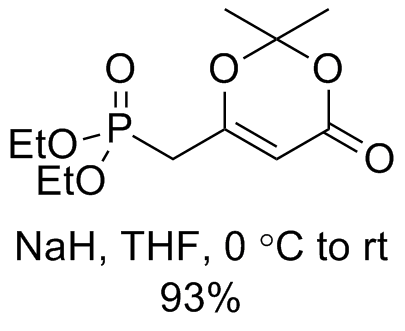 O
O O
EtO P
EtO O
NaH, THF, 0 °C to rt
93%